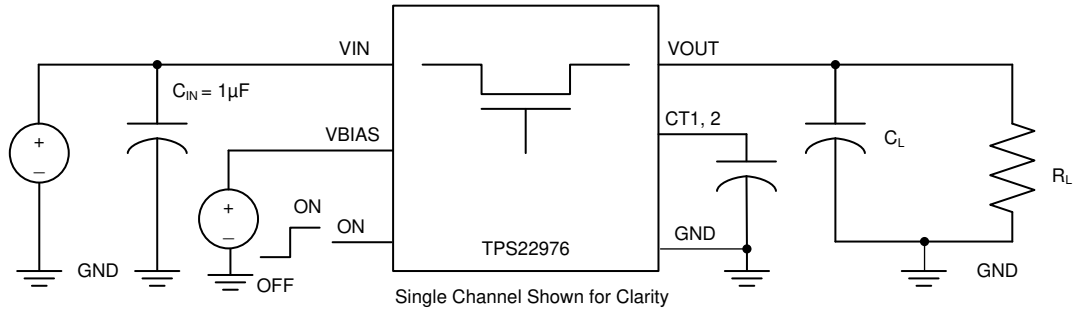 VIN
VOUT
C_IN = 1µF
CT1, 2
VBIAS
C_L
R_L
+
−
+
−
ON
ON
GND
TPS22976
GND
GND
OFF
Single Channel Shown for Clarity